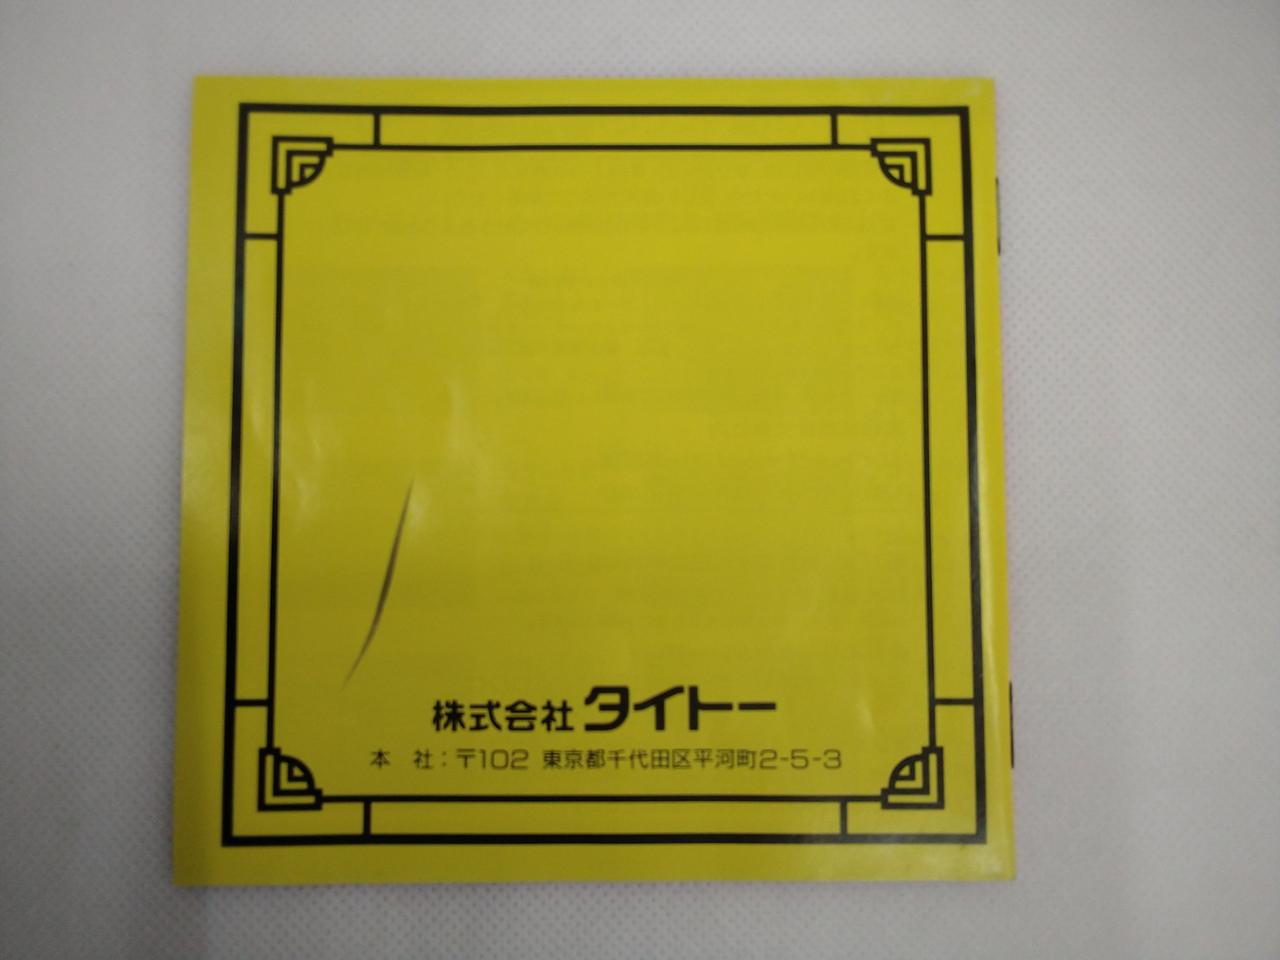 株式会社 タイトー
本　社：〒102 東京都千代田区平河町2-5-3